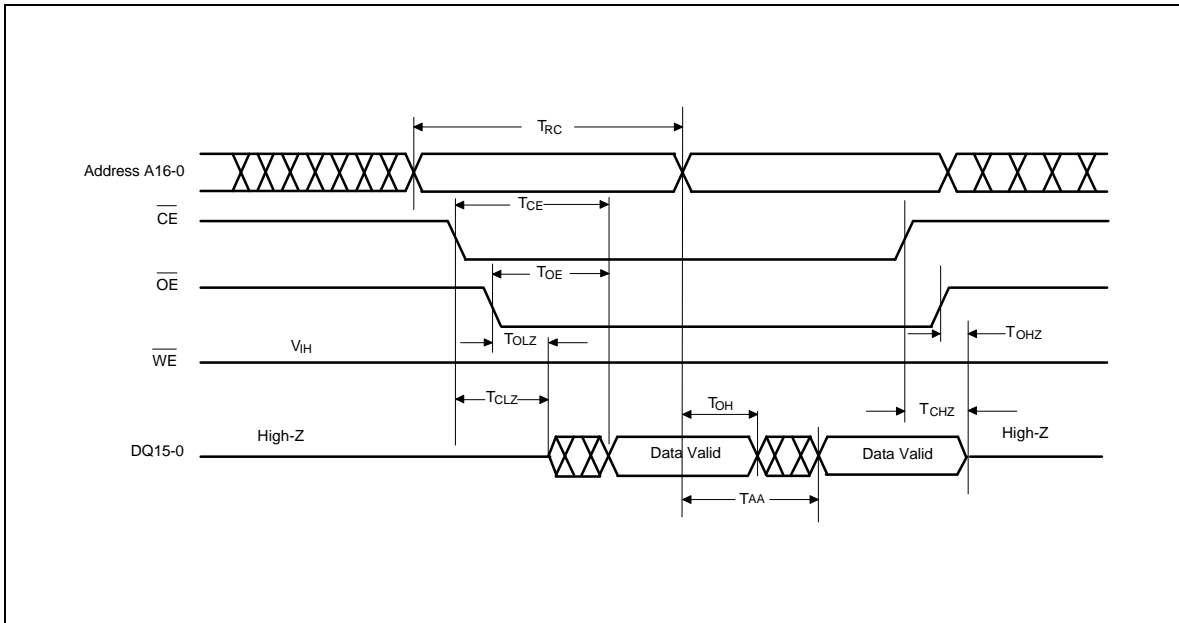 TRC
Address A16-0
TCE
CE
TOE
OE
TOLZ
TOHZ
VIH
WE
TCLZ
TOH
TCHZ
High-Z
High-Z
DQ15-0
Data Valid
Data Valid
TAA